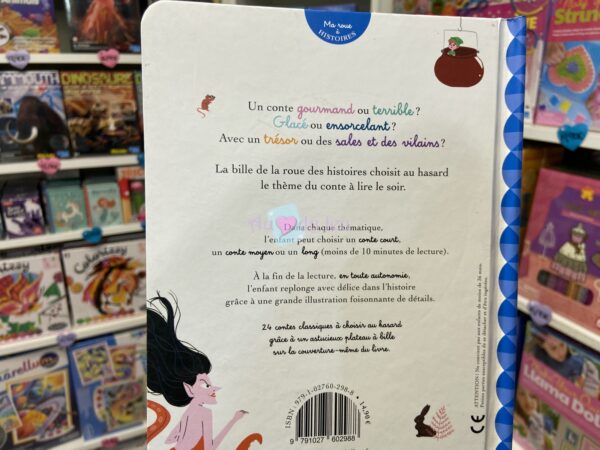 Ma roue
à
HISTOIRES
Un conte gourmand ou terrible ?
Glacé ou ensorcelant ?
Avec un trésor ou des sales et des vilains ?
La bille de la roue des histoires choisit au hasard
le thème du conte à lire le soir.
Dans chaque thématique,
l'enfant peut choisir un conte court,
un conte moyen ou un long (moins de 10 minutes de lecture).
À la fin de la lecture, en toute autonomie,
l'enfant replonge avec délice dans l'histoire
grâce à une grande illustration foisonnante de détails.
24 contes classiques à choisir au hasard
grâce à un astucieux plateau à bille
sur la couverture-même du livre.
ISBN : 979-1-02760-298-8 - 14,90 €
9 791027 602988
CE
DINOSAURE
Llama Dol